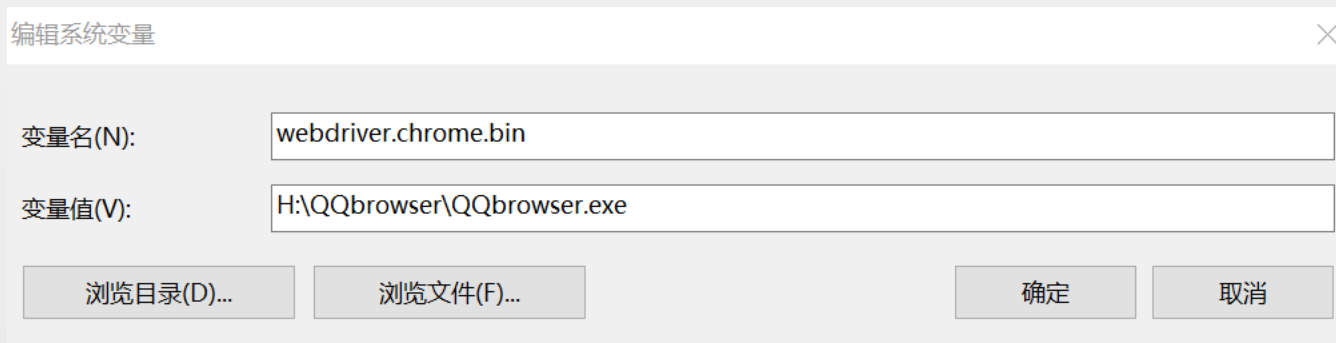 编辑系统变量
变量名(N):
webdriver.chrome.bin
变量值(V):
H:\QQbrowser\QQbrowser.exe
浏览目录(D)...
浏览文件(F)...
确定
取消